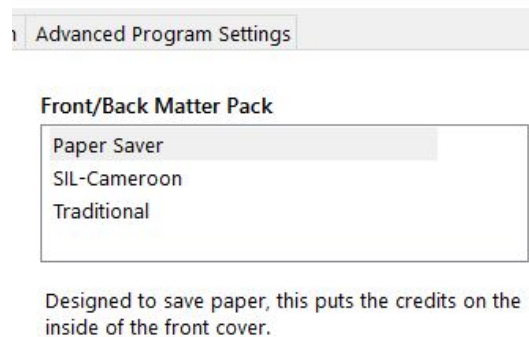 Advanced Program Settings
Front/Back Matter Pack
Paper Saver
SIL-Cameroon
Traditional
Designed to save paper, this puts the credits on the
inside of the front cover.